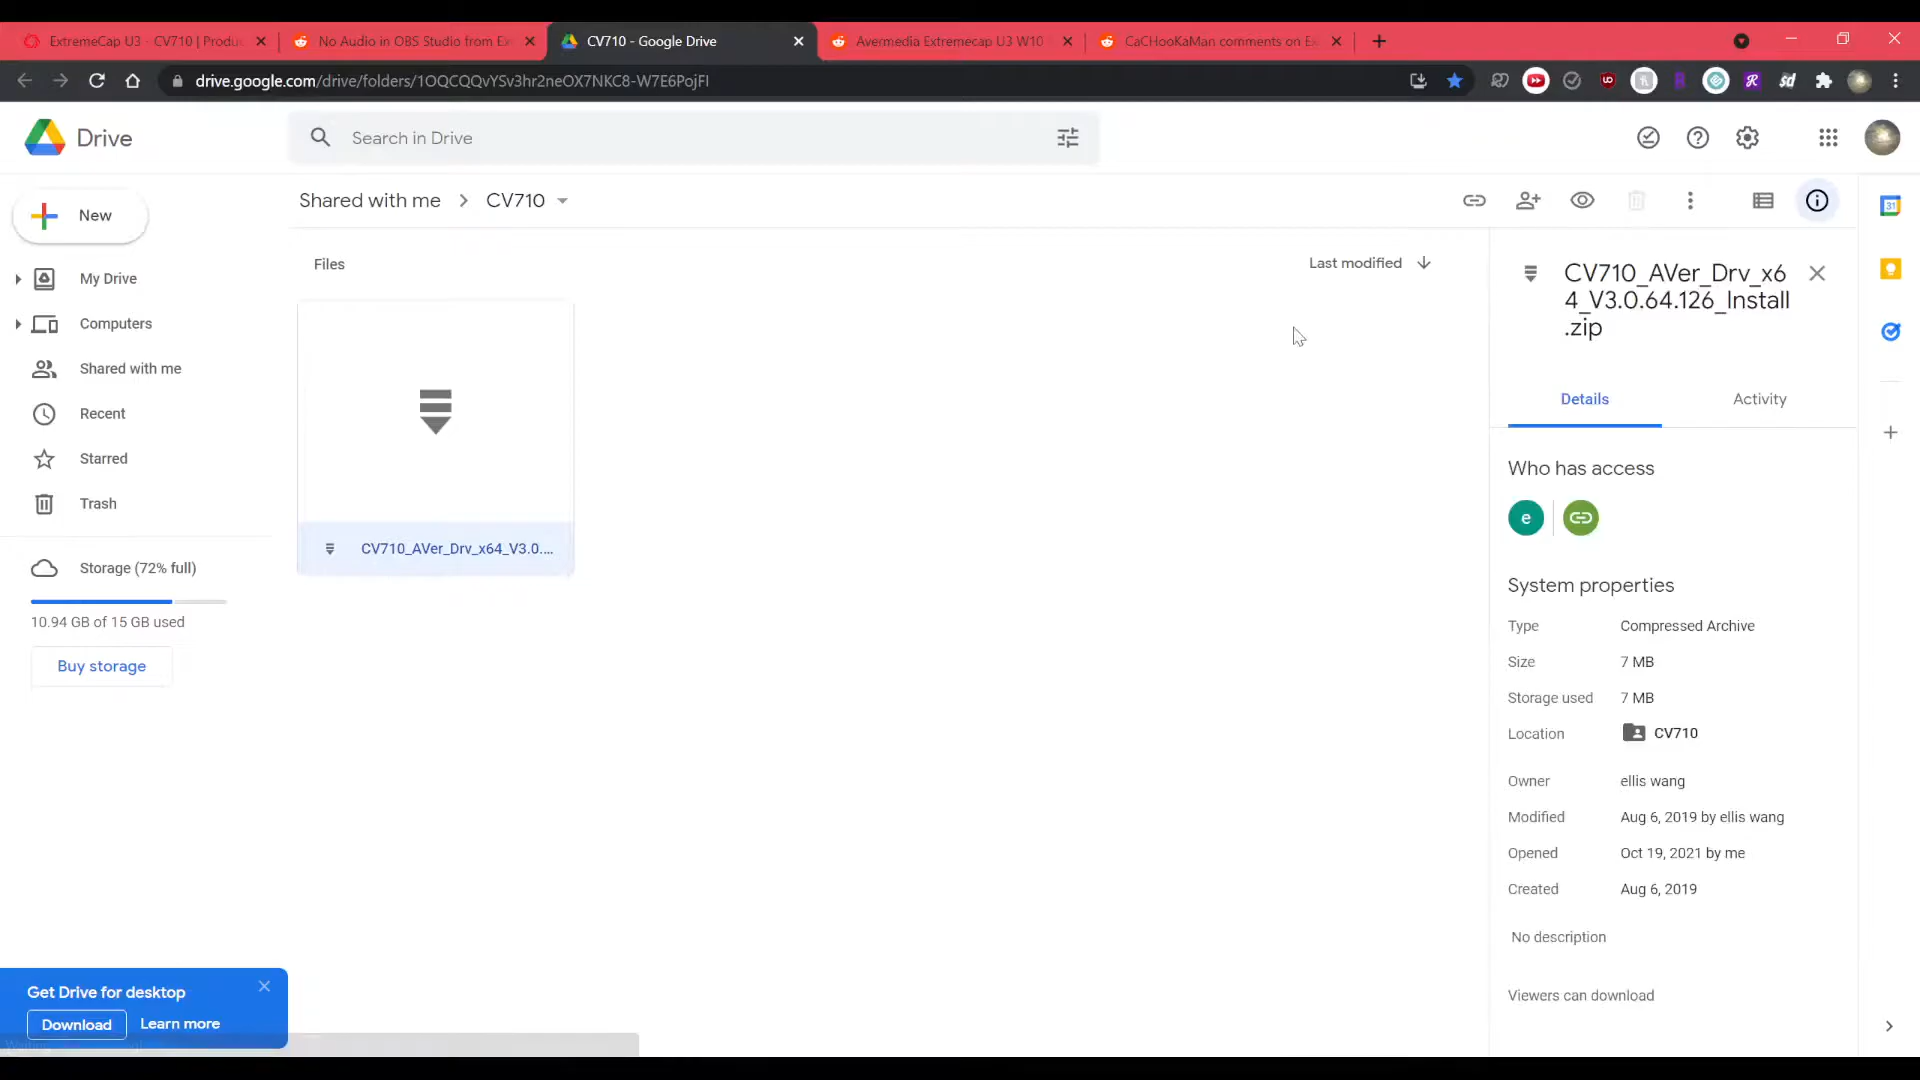 ExtremeCap U3 - CV710 | Produ
No Audio in OBS Studio from Ex
CV710 - Google Drive
Avermedia Extremecap U3 W10
CaCHooKaMan comments on Ex
drive.google.com/drive/folders/1OQCQQvYSv3hr2neOX7NKC8-W7E6PojFI
Drive
Search in Drive
New
Shared with me > CV710
Files
Last modified
My Drive
Computers
Shared with me
Recent
Starred
Trash
Storage (72% full)
10.94 GB of 15 GB used
Buy storage
CV710_AVer_Drv_x64_V3.0....
CV710_AVer_Drv_x6
4_V3.0.64.126_Install
.zip
Details
Activity
Who has access
e
System properties
Type Compressed Archive
Size 7 MB
Storage used 7 MB
Location CV710
Owner ellis wang
Modified Aug 6, 2019 by ellis wang
Opened Oct 19, 2021 by me
Created Aug 6, 2019
No description
Viewers can download
31
Get Drive for desktop
Download
Learn more